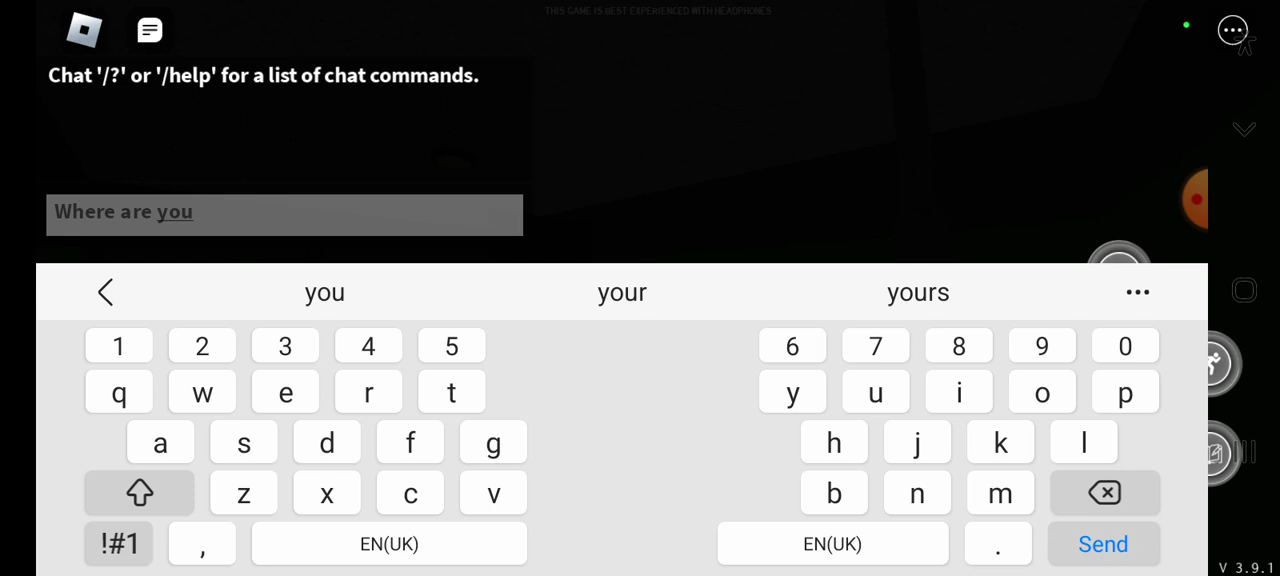 THIS GAME IS BEST EXPERIENCED WITH HEADPHONES
Chat '/?' or '/help' for a list of chat commands.
Where are you
you your yours
1 2 3 4 5 6 7 8 9 0
q w e r t y u i o p
a s d f g h j k l
z x c v b n m
!#1 , EN(UK) EN(UK) . Send
V 3.9.1